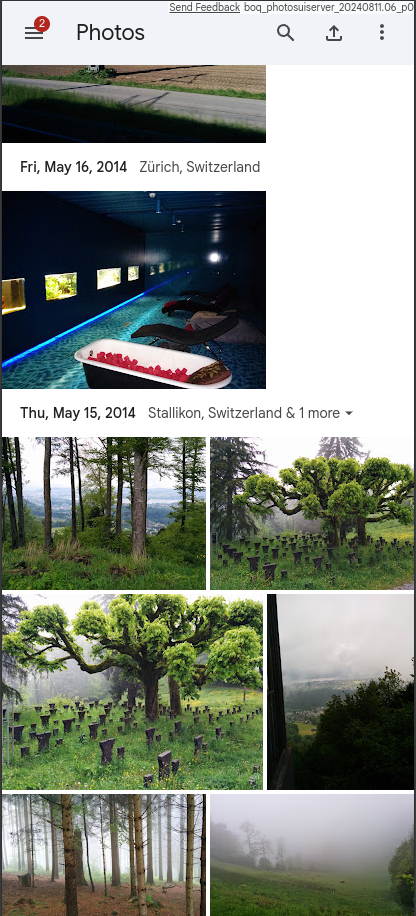 Send Feedback boq_photosuiserver_20240811.06_p0
2
Photos
Fri, May 16, 2014 Zürich, Switzerland
Thu, May 15, 2014 Stallikon, Switzerland & 1 more